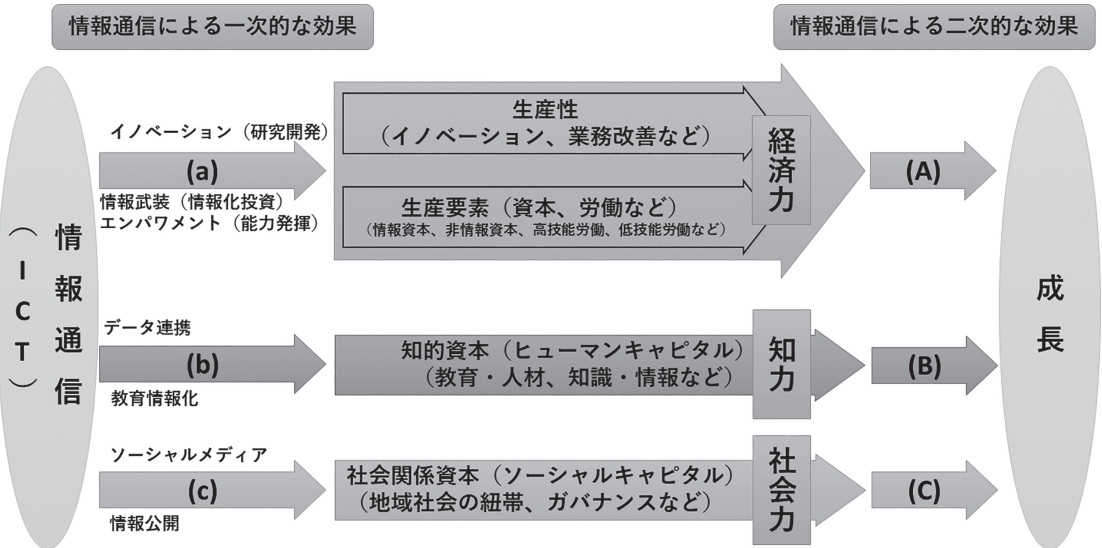 情報通信による一次的な効果
情報通信による二次的な効果
情報通信
（ICT）
イノベーション（研究開発）
(a)
情報武装（情報化投資）
エンパワメント（能力発揮）
生産性
（イノベーション、業務改善など）
生産要素（資本、労働など）
（情報資本、非情報資本、高技能労働、低技能労働など）
経済力
(A)
データ連携
(b)
教育情報化
知的資本（ヒューマンキャピタル）
（教育・人材、知識・情報など）
知力
(B)
ソーシャルメディア
(c)
情報公開
社会関係資本（ソーシャルキャピタル）
（地域社会の紐帯、ガバナンスなど）
社会力
(C)
成長